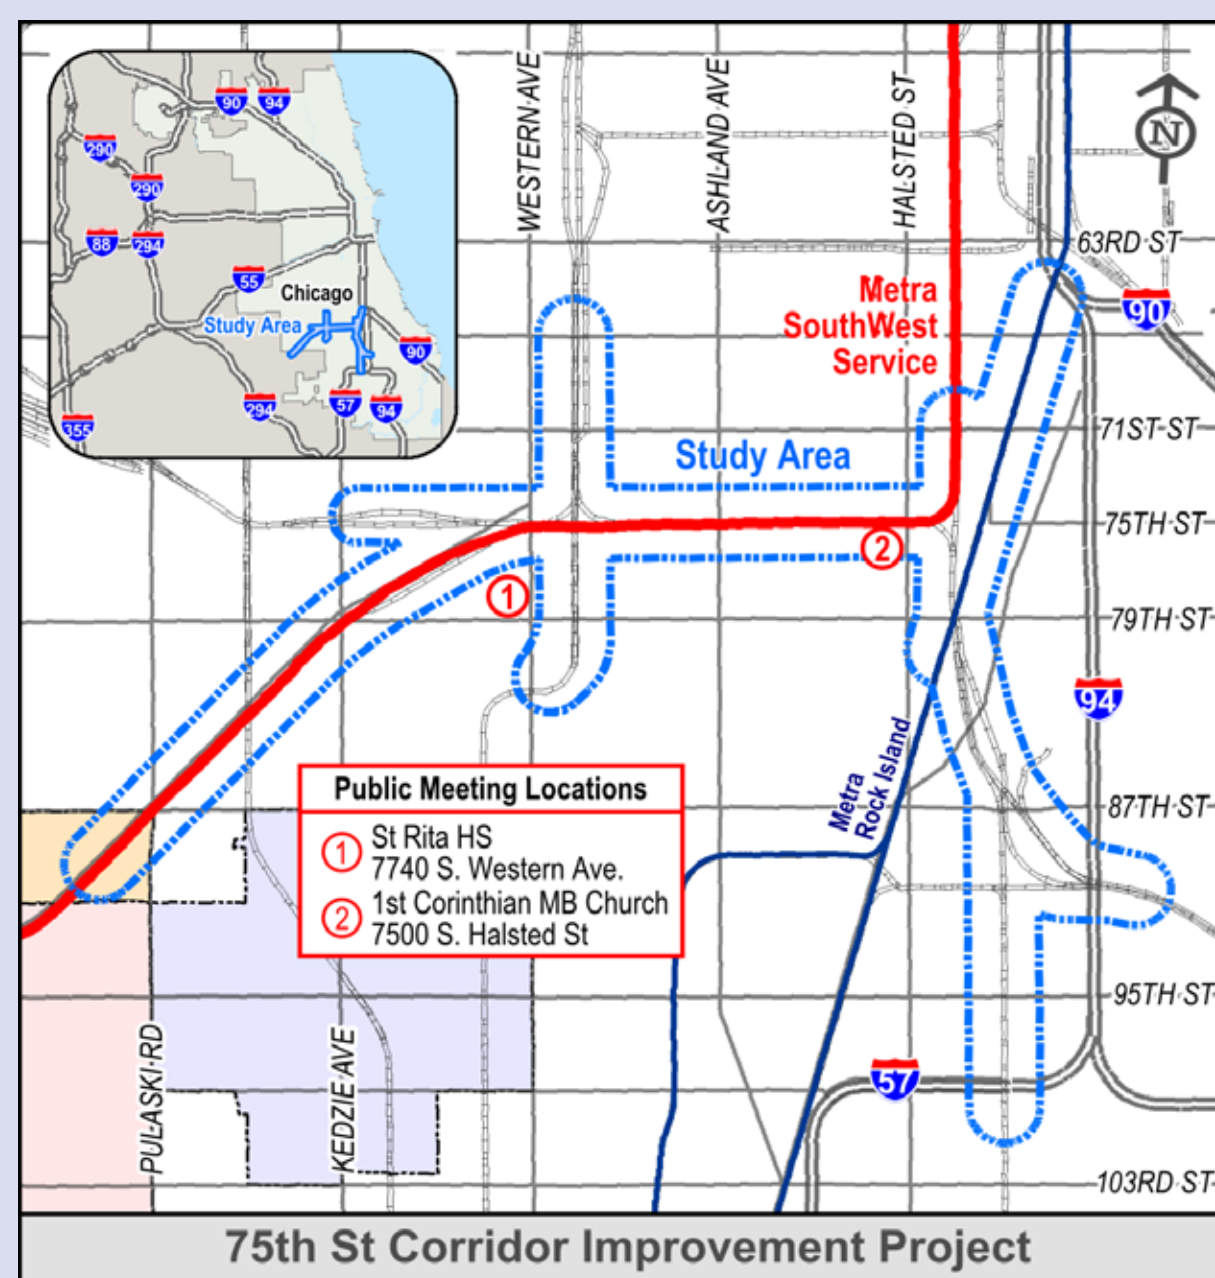 90
94
290
290
88
294
55
Chicago
Study Area
90
294
57
94
355
WESTERN AVE
ASHLAND AVE
HALSTED ST
N
63RD ST
90
Metra
SouthWest
Service
71ST ST
Study Area
75TH ST
2
1
79TH ST
94
Metra
Rock Island
87TH ST
Public Meeting Locations
1 St Rita HS
7740 S. Western Ave.
2 1st Corinthian MB Church
7500 S. Halsted St
95TH ST
PULASKI RD
KEDZIE AVE
57
103RD ST
75th St Corridor Improvement Project